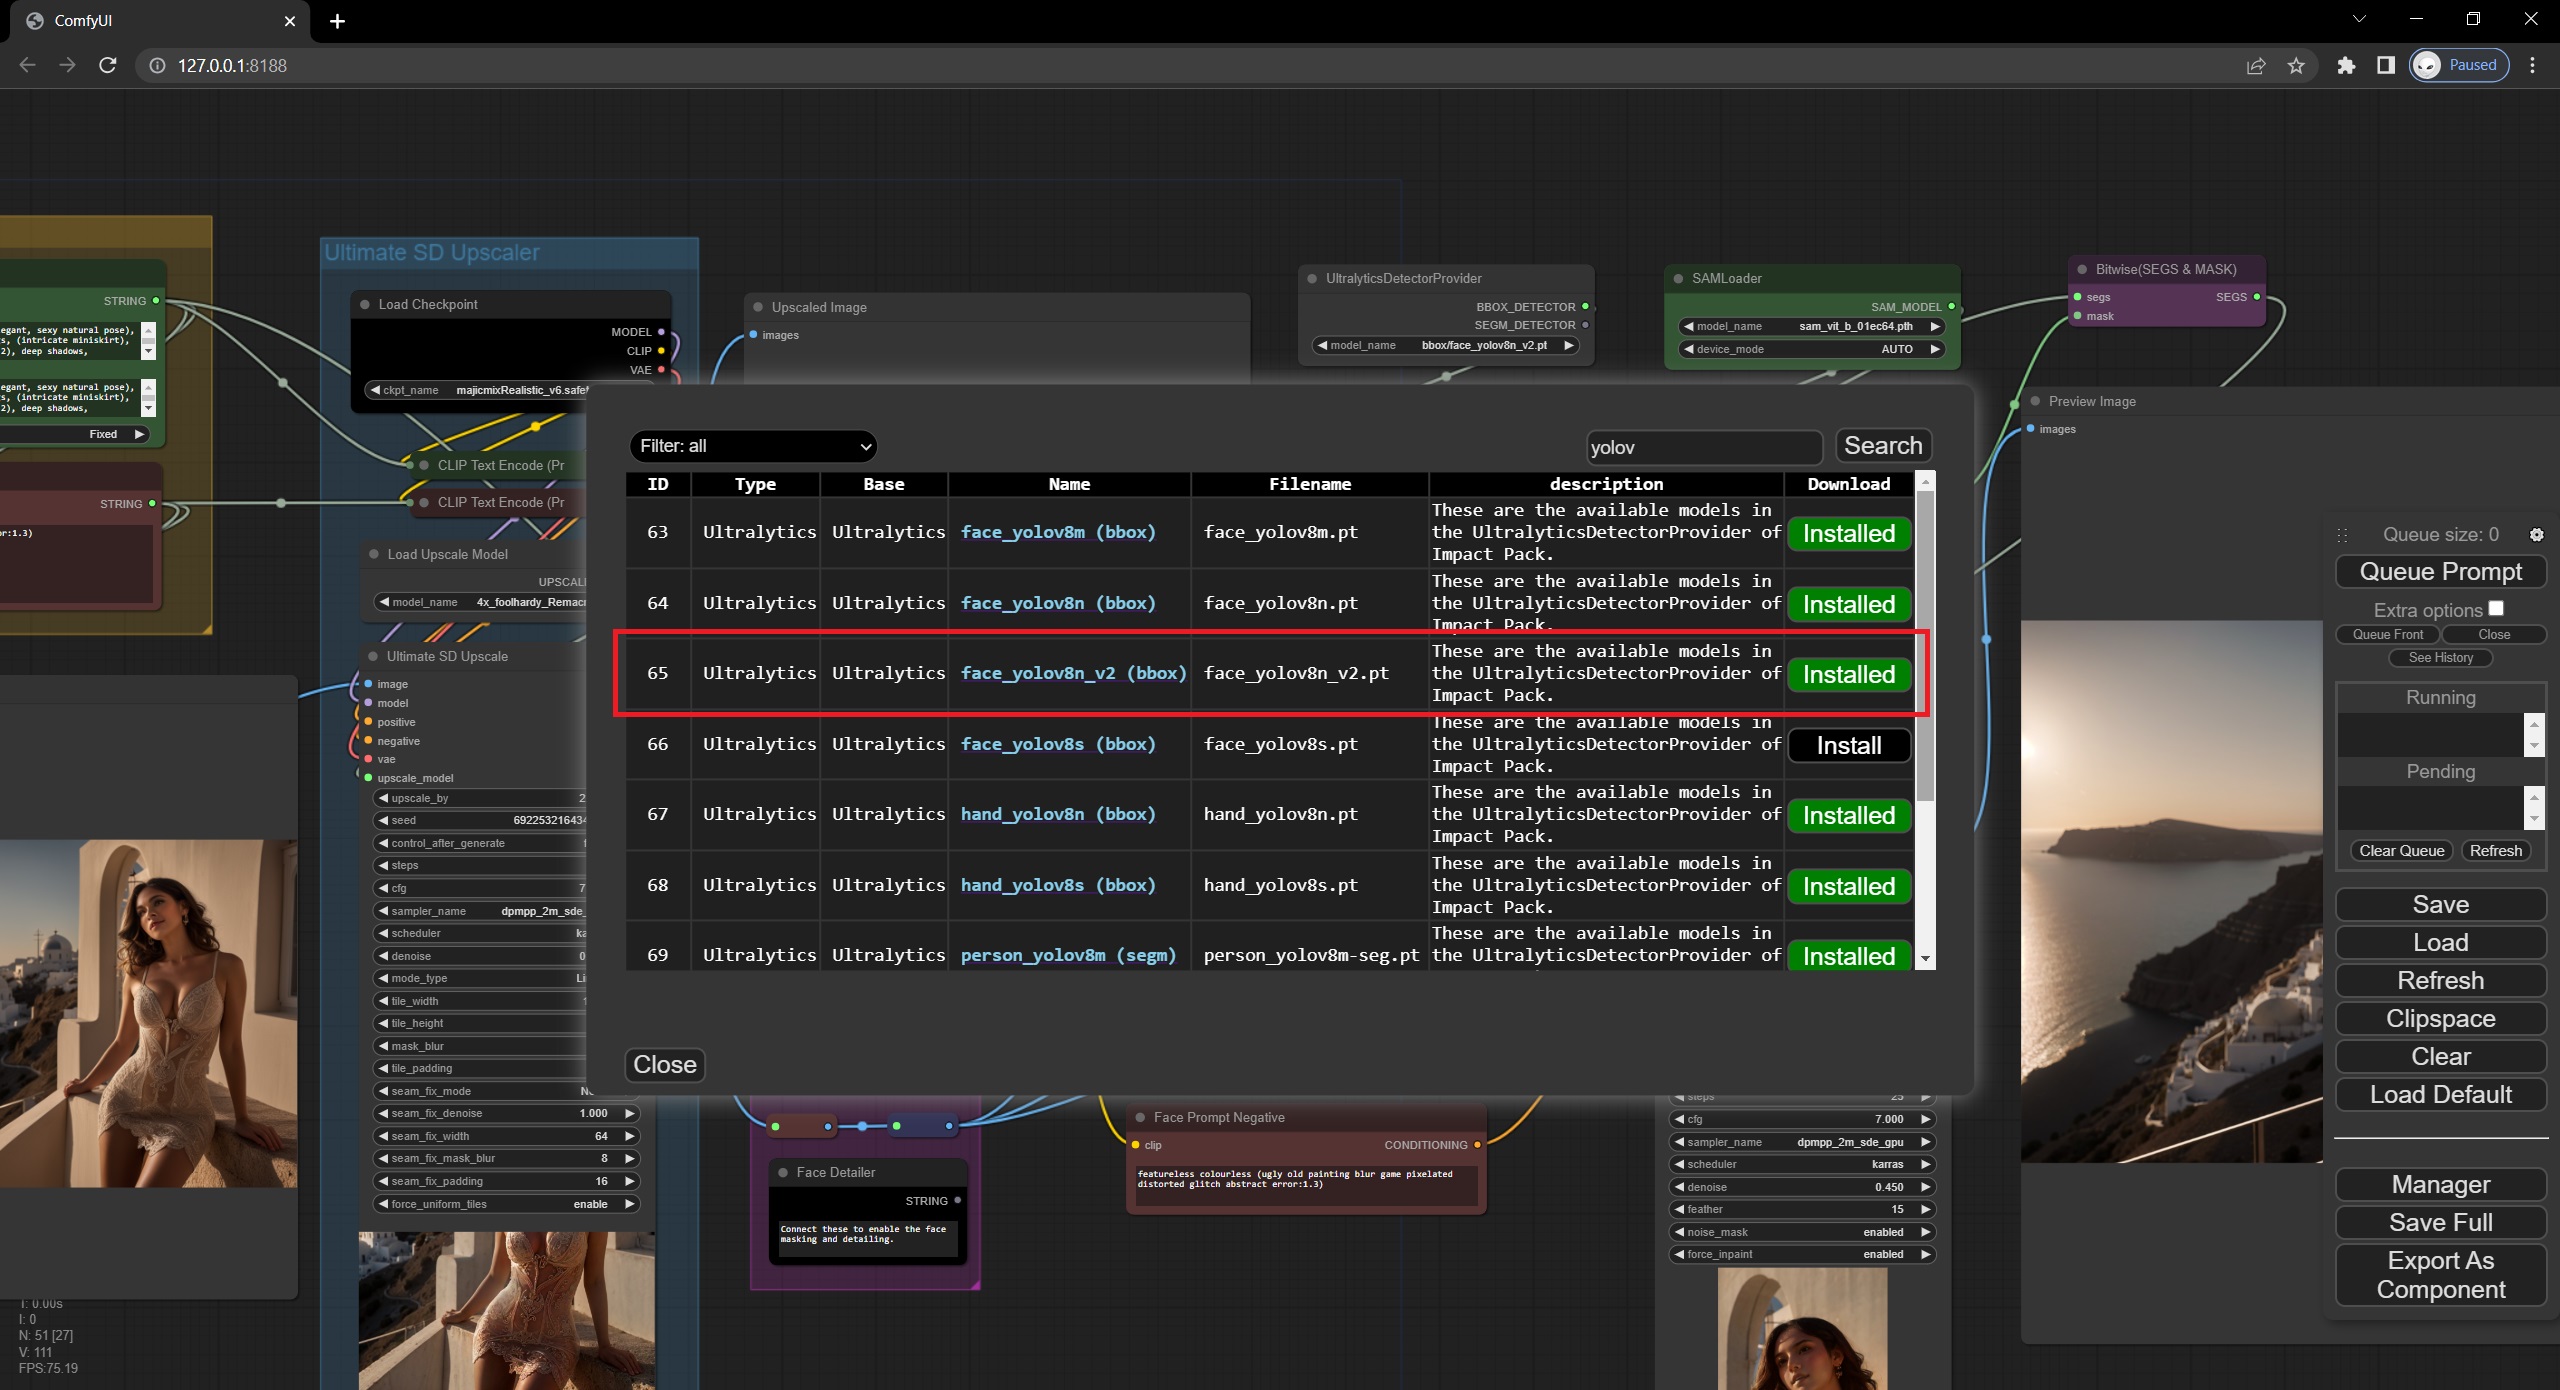 ComfyUI
127.0.0.1:8188
Paused
STRING
egant, sexy natural pose),
s, (intricate miniskirt),
2), deep shadows,
egant, sexy natural pose),
s, (intricate miniskirt),
2), deep shadows,
Fixed
STRING
or:1.3)
Ultimate SD Upscaler
Load Checkpoint
MODEL
CLIP
VAE
ckpt_name majicmixRealistic_v6.safet
CLIP Text Encode (Pr
CLIP Text Encode (Pr
Load Upscale Model
UPSCAL
model_name 4x_foolhardy_Remacr
Ultimate SD Upscale
image
model
positive
negative
vae
upscale_model
upscale_by 2
seed 692253216434
control_after_generate f
steps
cfg 7
sampler_name dpmpp_2m_sde_
scheduler ka
denoise 0
mode_type Li
tile_width 1
tile_height
mask_blur
tile_padding
seam_fix_mode N
seam_fix_denoise 1.000
seam_fix_width 64
seam_fix_mask_blur 8
seam_fix_padding 16
force_uniform_tiles enable
Upscaled Image
images
UltralyticsDetectorProvider
BBOX_DETECTOR
SEGM_DETECTOR
model_name bbox/face_yolov8n_v2.pt
SAMLoader
SAM_MODEL
model_name sam_vit_b_01ec64.pth
device_mode AUTO
Bitwise(SEGS & MASK)
segs SEGS
mask
Preview Image
images
Filter: all
yolov
Search
ID Type Base Name Filename description Download
63 Ultralytics Ultralytics face_yolov8m (bbox) face_yolov8m.pt These are the available models in
the UltralyticsDetectorProvider of
Impact Pack.
Installed
64 Ultralytics Ultralytics face_yolov8n (bbox) face_yolov8n.pt These are the available models in
the UltralyticsDetectorProvider of
Impact Pack.
Installed
65 Ultralytics Ultralytics face_yolov8n_v2 (bbox) face_yolov8n_v2.pt These are the available models in
the UltralyticsDetectorProvider of
Impact Pack.
Installed
66 Ultralytics Ultralytics face_yolov8s (bbox) face_yolov8s.pt These are the available models in
the UltralyticsDetectorProvider of
Impact Pack.
Install
67 Ultralytics Ultralytics hand_yolov8n (bbox) hand_yolov8n.pt These are the available models in
the UltralyticsDetectorProvider of
Impact Pack.
Installed
68 Ultralytics Ultralytics hand_yolov8s (bbox) hand_yolov8s.pt These are the available models in
the UltralyticsDetectorProvider of
Impact Pack.
Installed
69 Ultralytics Ultralytics person_yolov8m (segm) person_yolov8m-seg.pt These are the available models in
the UltralyticsDetectorProvider of
Installed
Close
Face Detailer
STRING
Connect these to enable the face
masking and detailing.
Face Prompt Negative
clip CONDITIONING
featureless colourless (ugly old painting blur game pixelated
distorted glitch abstract error:1.3)
steps 25
cfg 7.000
sampler_name dpmpp_2m_sde_gpu
scheduler karras
denoise 0.450
feather 15
noise_mask enabled
force_inpaint enabled
Queue size: 0
Queue Prompt
Extra options
Queue Front
Close
See History
Running
Pending
Clear Queue
Refresh
Save
Load
Refresh
Clipspace
Clear
Load Default
Manager
Save Full
Export As
Component
T: 0.00s
I: 0
N: 51 [27]
V: 111
FPS:75.19